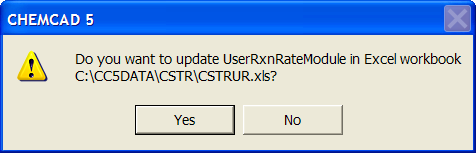 CHEMCAD 5
Do you want to update UserRxnRateModule in Excel workbook
C:\CC5DATA\CSTR\CSTRUR.xls?
Yes No